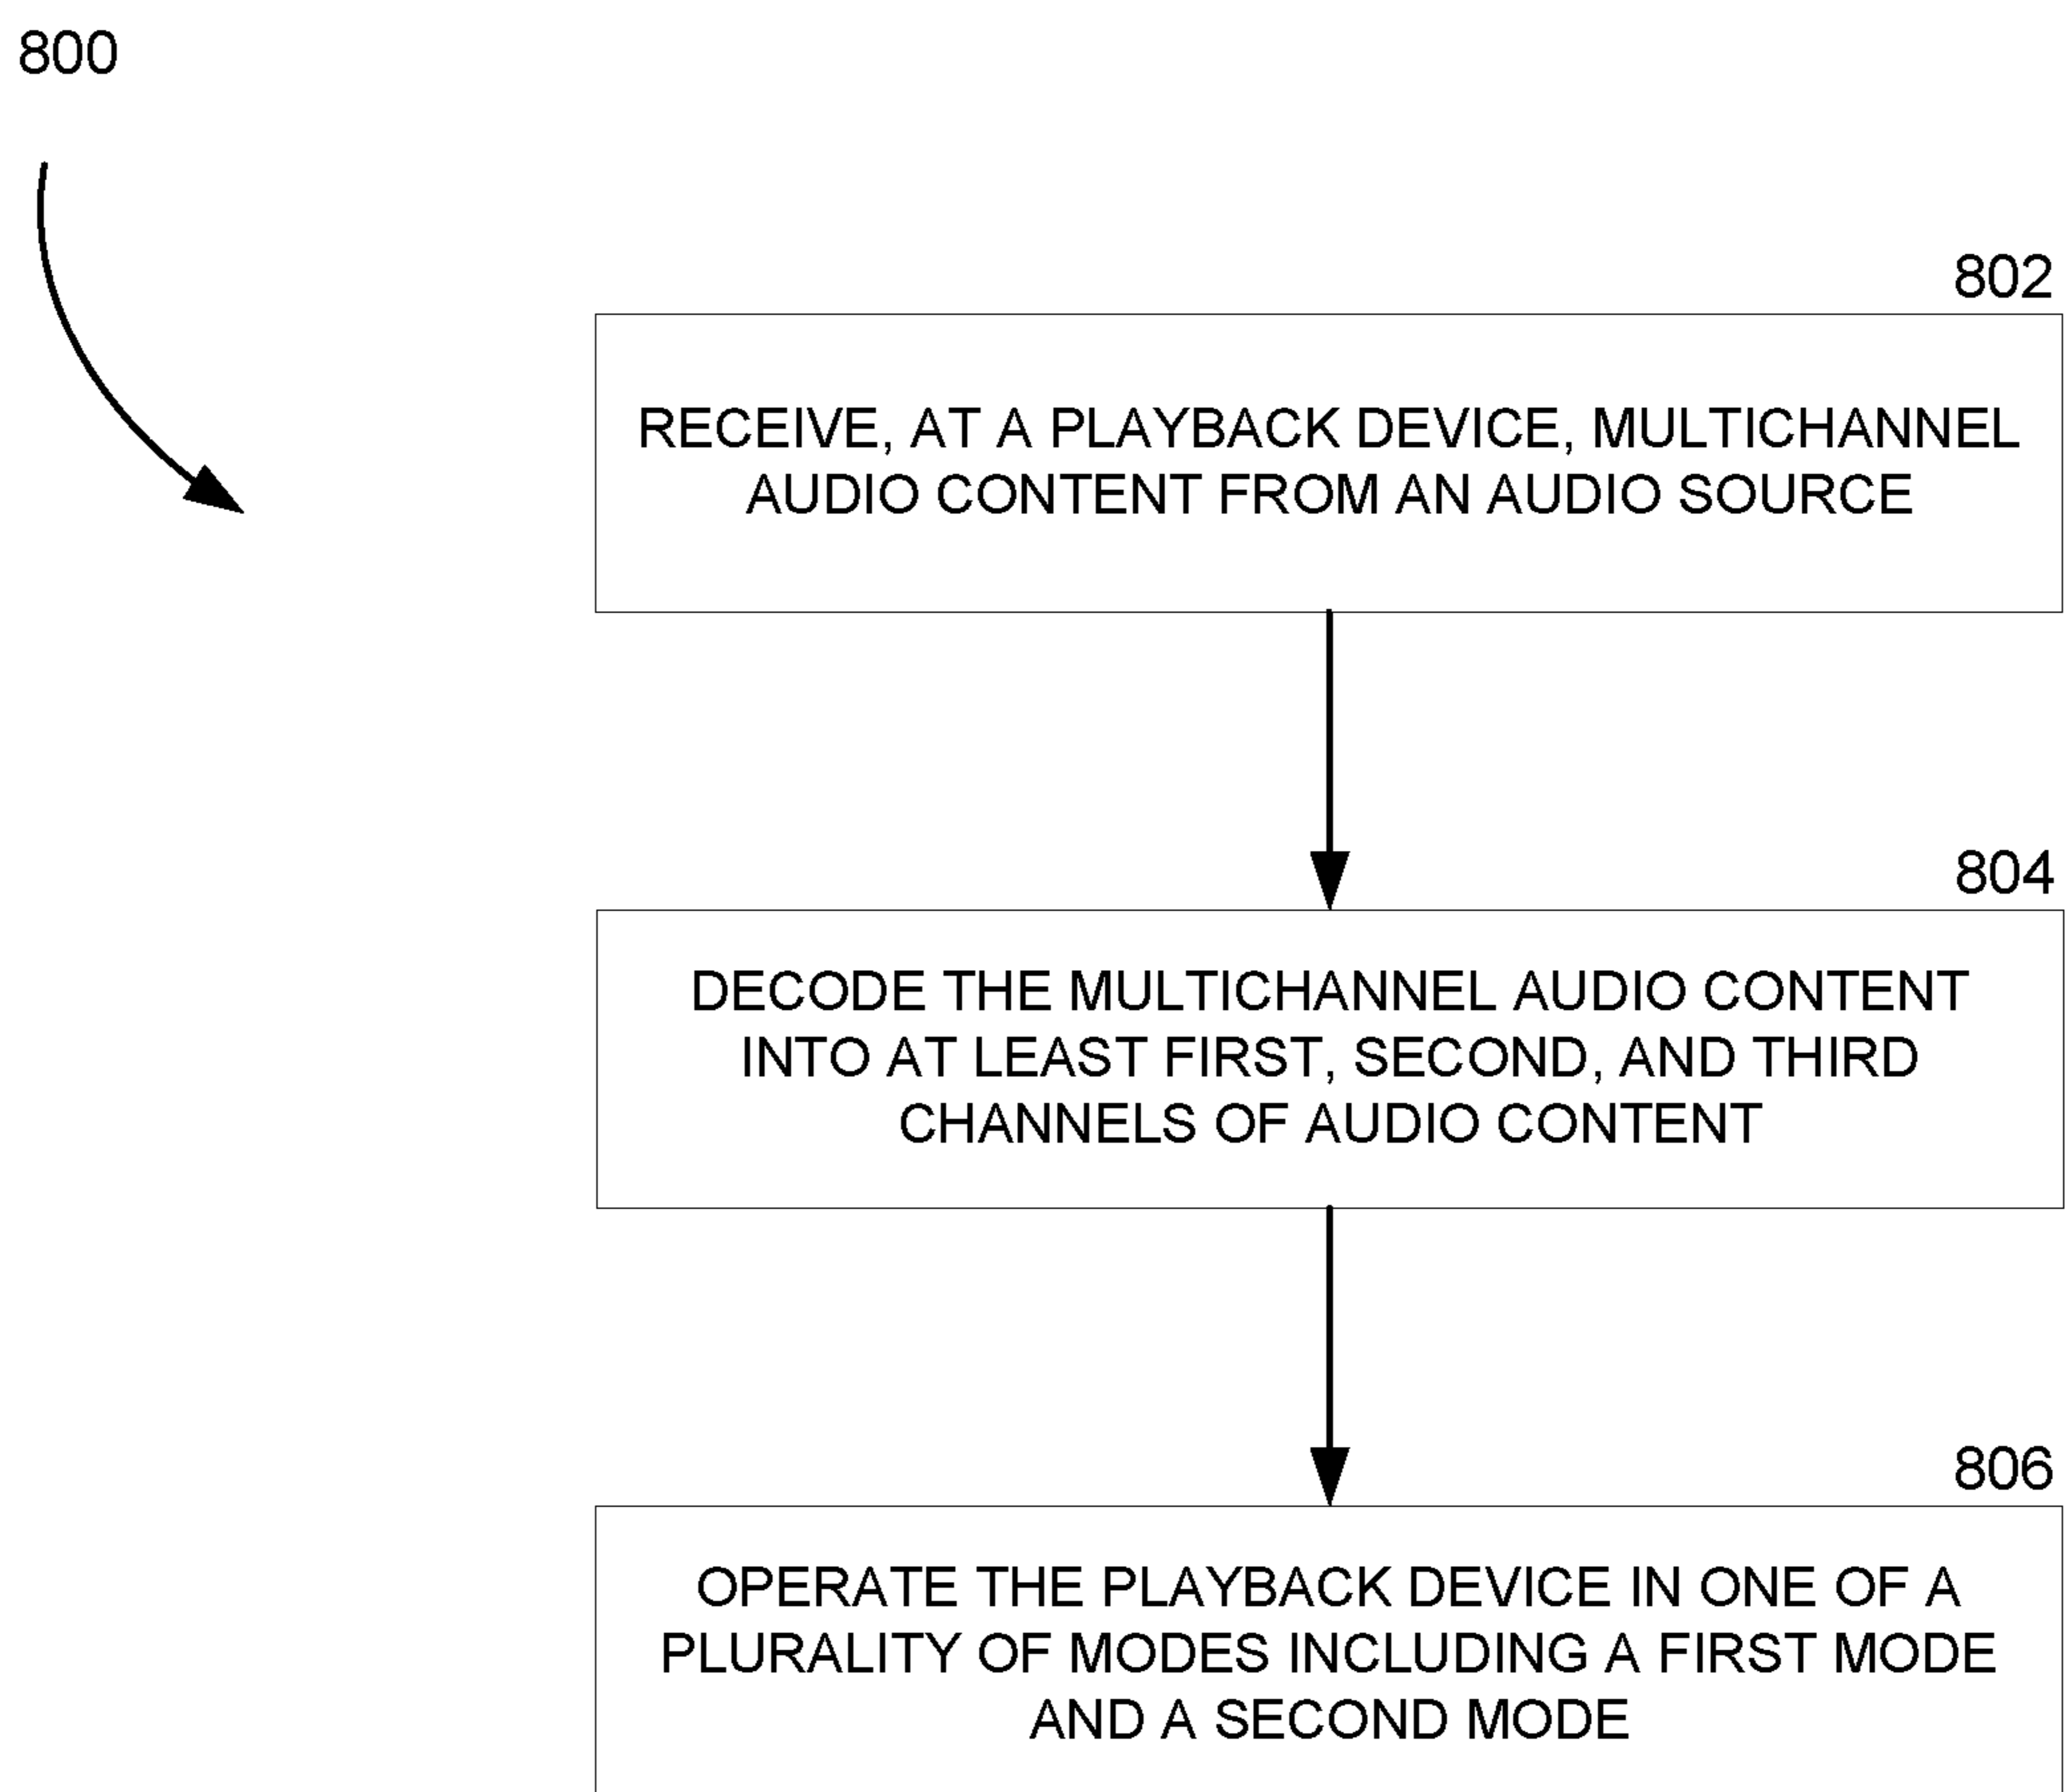 800
802
RECEIVE, AT A PLAYBACK DEVICE, MULTICHANNEL
AUDIO CONTENT FROM AN AUDIO SOURCE
804
DECODE THE MULTICHANNEL AUDIO CONTENT
INTO AT LEAST FIRST, SECOND, AND THIRD
CHANNELS OF AUDIO CONTENT
806
OPERATE THE PLAYBACK DEVICE IN ONE OF A
PLURALITY OF MODES INCLUDING A FIRST MODE
AND A SECOND MODE